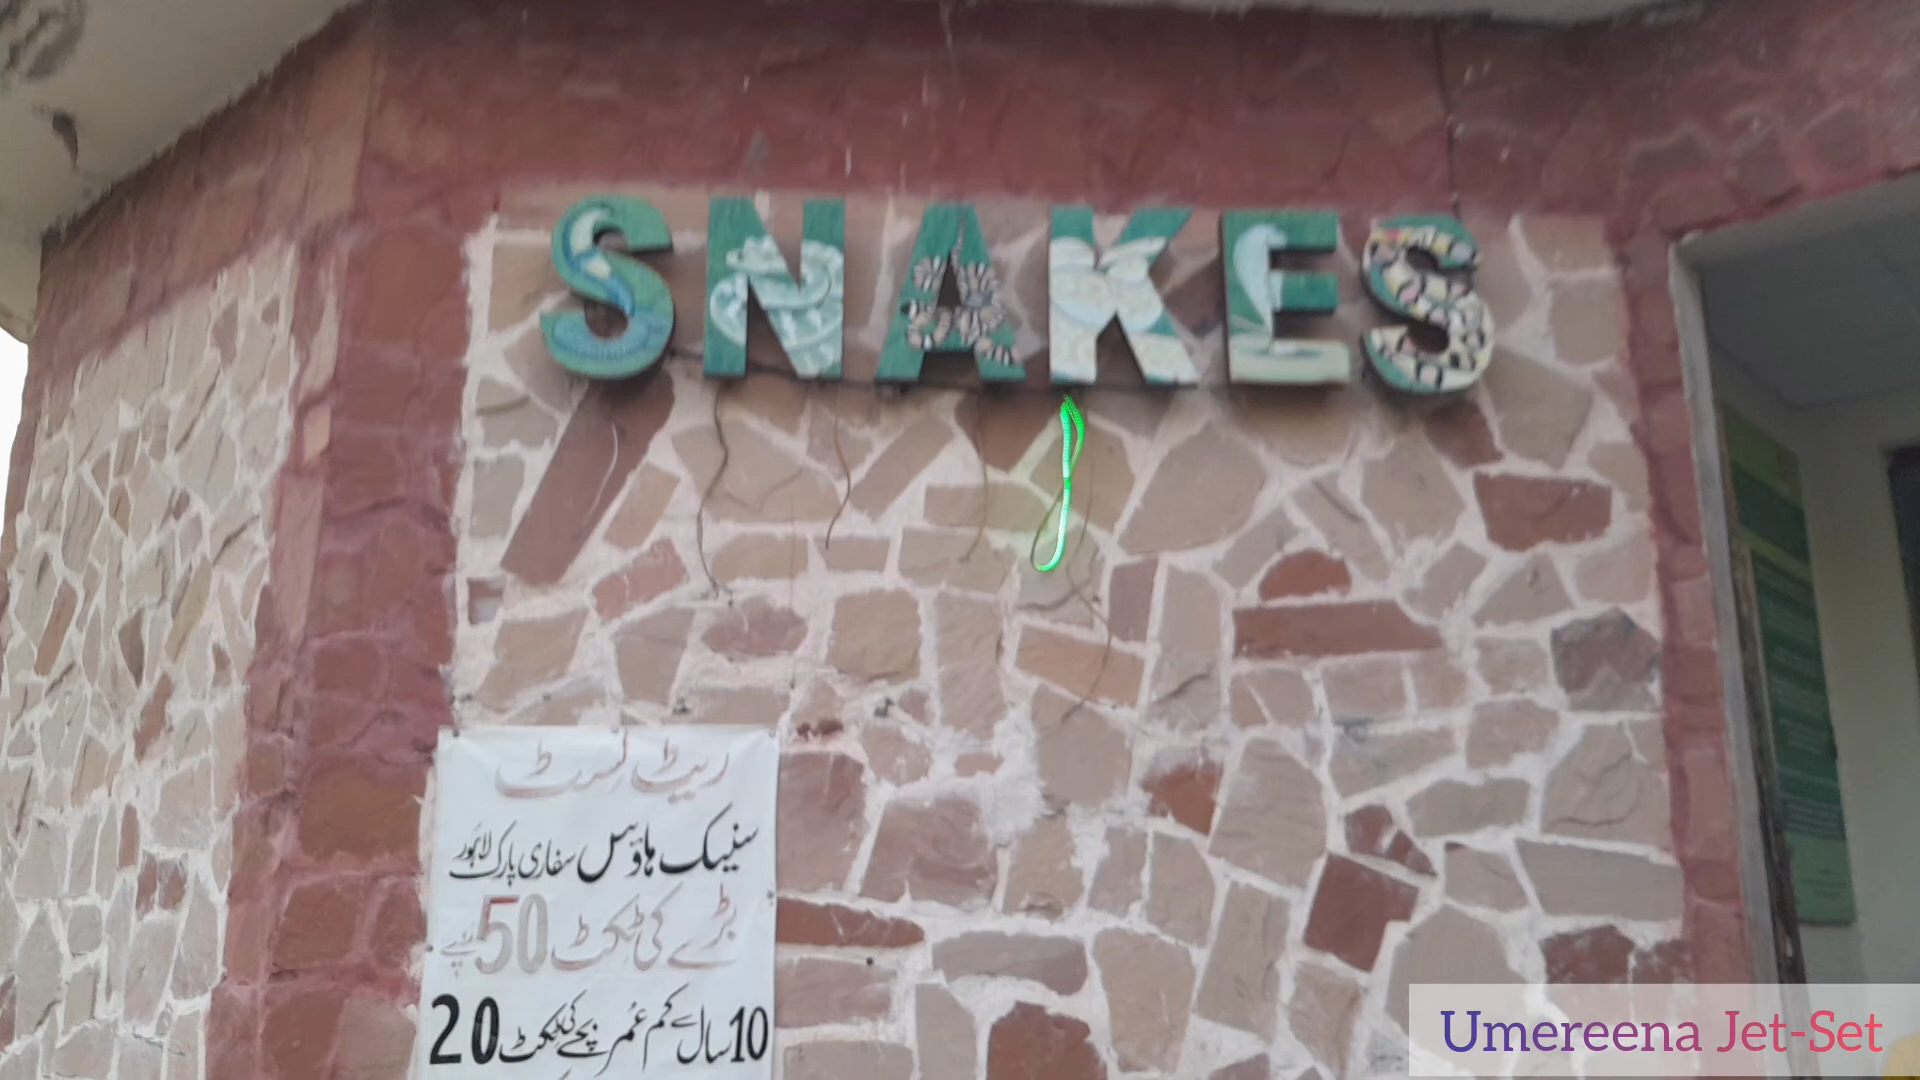 SNAKES
ریٹ لسٹ
سنیک ہاؤس سفاری پارک لاہور
بڑے کی ٹکٹ 50 روپے
10 سال سے کم عمر بچے کی ٹکٹ 20
Umereena Jet-Set